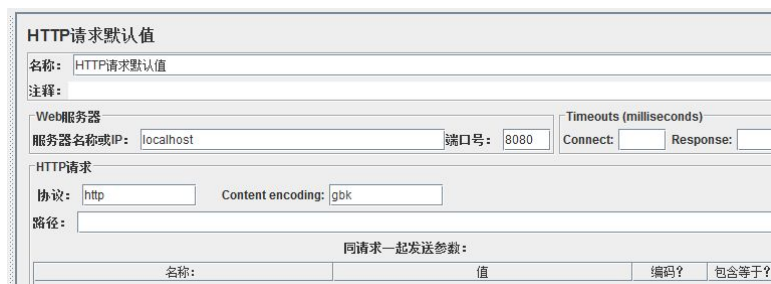 HTTP请求默认值
名称： HTTP请求默认值
注释：
Web服务器 Timeouts (milliseconds)
服务器名称或IP： localhost 端口号： 8080 Connect: Response:
HTTP请求
协议： http Content encoding: gbk
路径：
同请求一起发送参数：
名称： 值 编码? 包含等于?